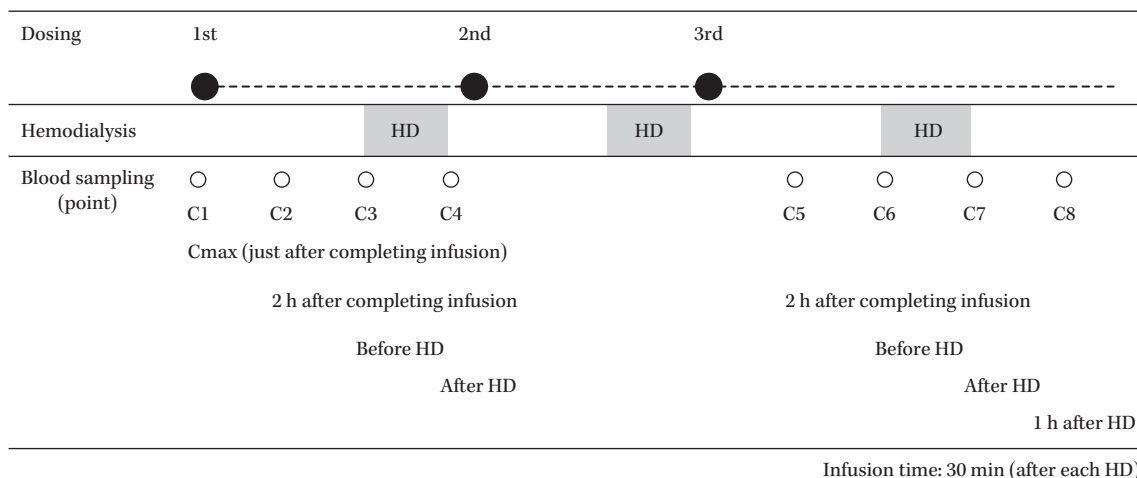 Dosing 1st 2nd 3rd
Hemodialysis HD HD HD
Blood sampling
(point)
C1 C2 C3 C4 C5 C6 C7 C8
Cmax (just after completing infusion)
2 h after completing infusion 2 h after completing infusion
Before HD Before HD
After HD After HD
1 h after HD
Infusion time: 30 min (after each HD)